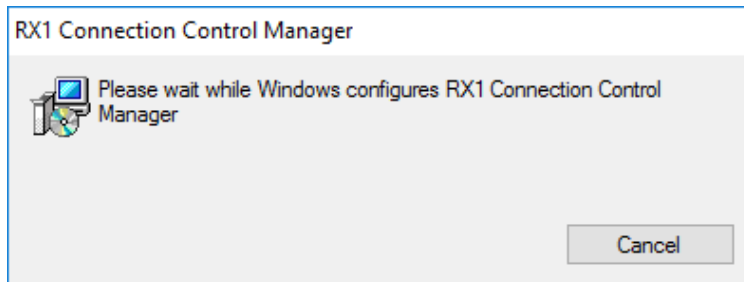 RX1 Connection Control Manager
Please wait while Windows configures RX1 Connection Control
Manager
Cancel